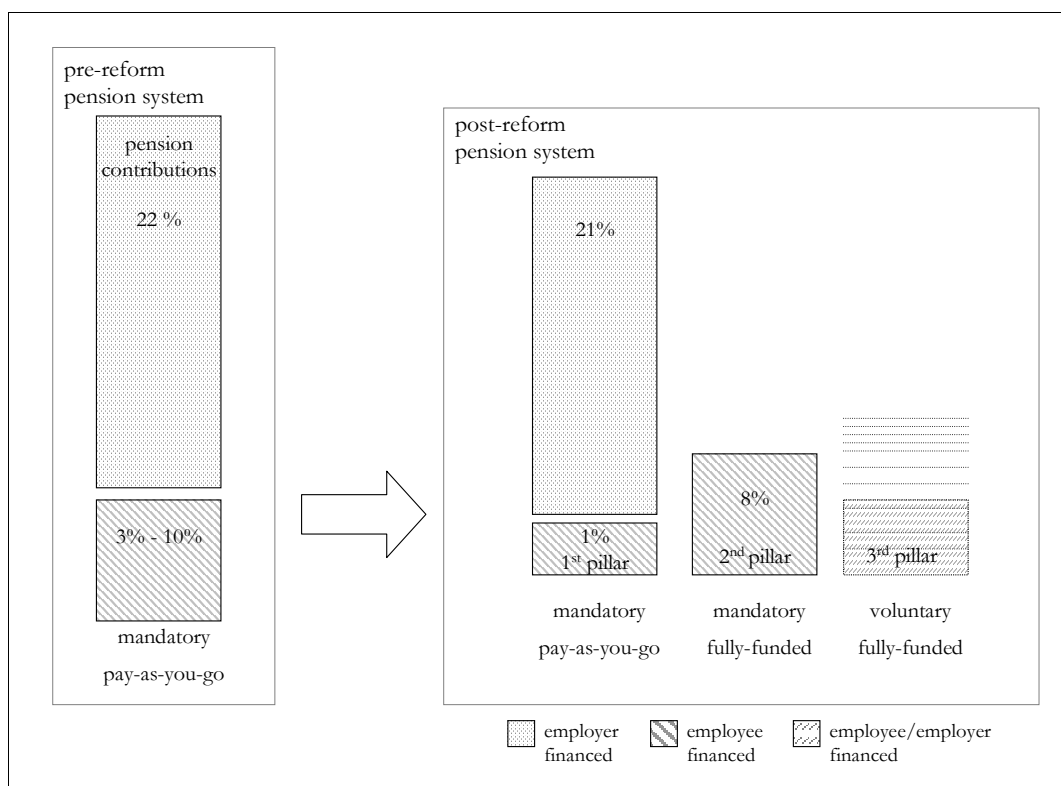 pre-reform
pension system
pension
contributions
22 %
3% - 10%
mandatory
pay-as-you-go
post-reform
pension system
21%
1%
1st pillar
mandatory
pay-as-you-go
8%
2nd pillar
mandatory
fully-funded
3rd pillar
voluntary
fully-funded
employer
financed
employee
financed
employee/employer
financed